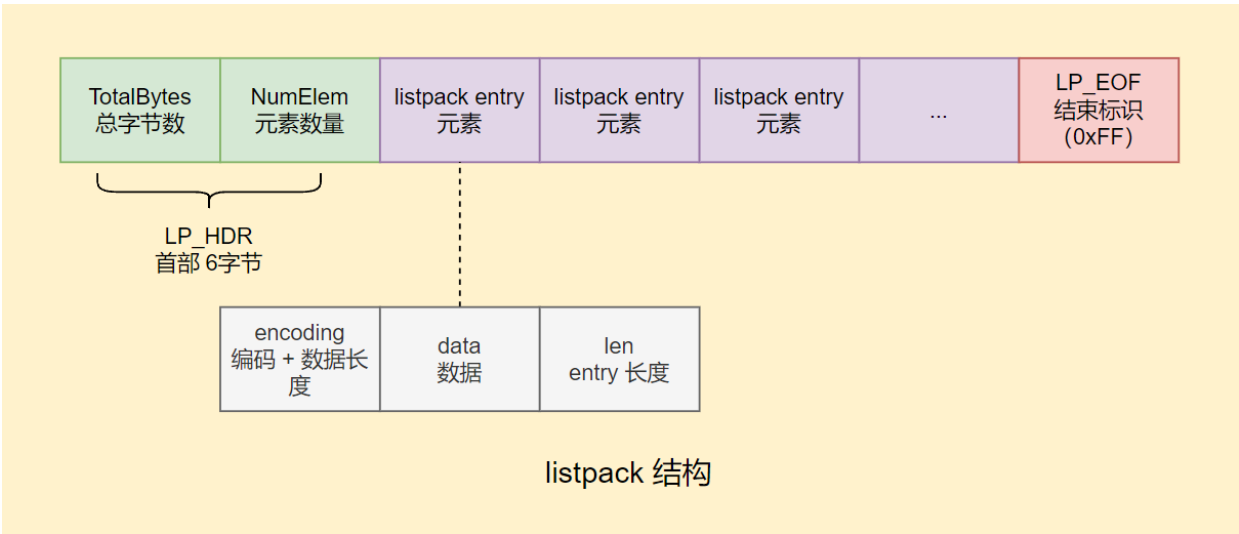 TotalBytes
总字节数
NumElem
元素数量
listpack entry
元素
listpack entry
元素
listpack entry
元素
...
LP_EOF
结束标识
（0xFF）
LP_HDR
首部 6字节
encoding
编码 + 数据长
度
data
数据
len
entry 长度
listpack 结构